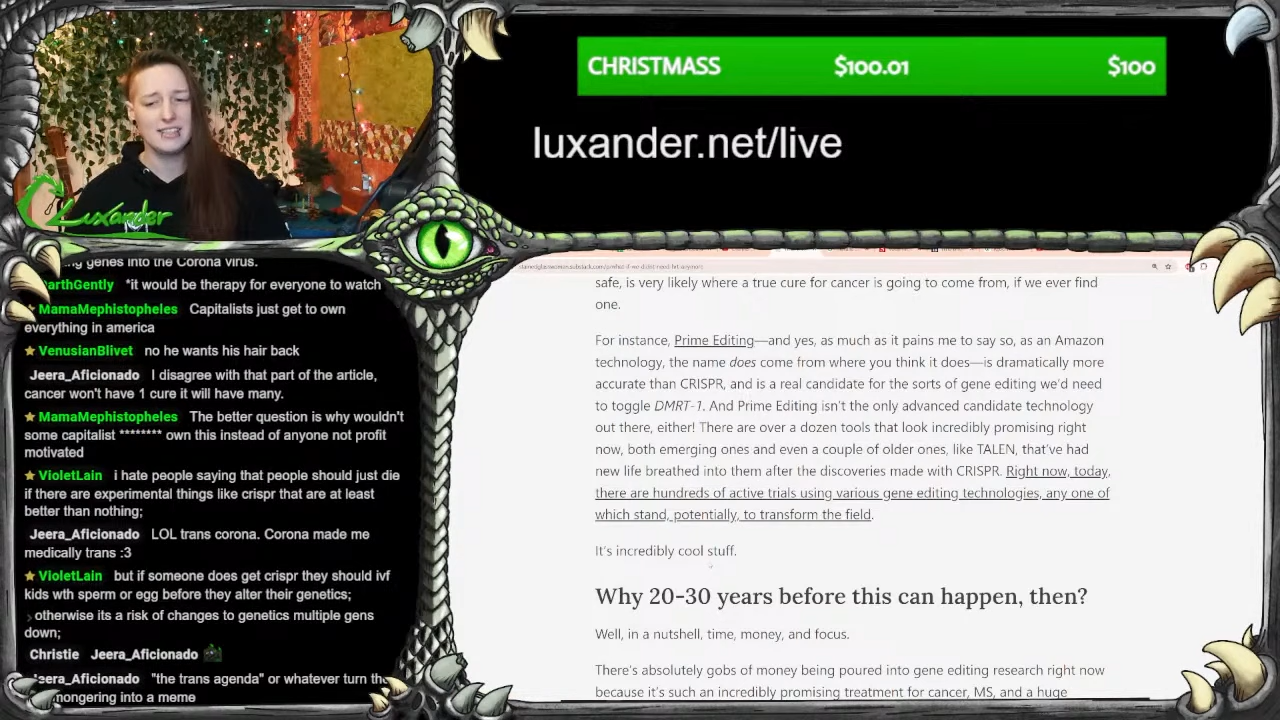 CHRISTMASS $100.01 $100
luxander.net/live
Luxander
genes into the Corona virus.
arthGently *it would be therapy for everyone to watch
MamaMephistopheles Capitalists just get to own
everything in america
VenusianBlivet no he wants his hair back
Jeera_Aficionado I disagree with that part of the article,
cancer won't have 1 cure it will have many.
MamaMephistopheles The better question is why wouldn't
some capitalist ******** own this instead of anyone not profit
motivated
VioletLain i hate people saying that people should just die
if there are experimental things like crispr that are at least
better than nothing;
Jeera_Aficionado LOL trans corona. Corona made me
medically trans :3
VioletLain but if someone does get crispr they should ivf
kids wth sperm or egg before they alter their genetics;
otherwise its a risk of changes to genetics multiple gens
down;
Christie Jeera_Aficionado
eera_Aficionado "the trans agenda" or whatever turn the
mongering into a meme
safe, is very likely where a true cure for cancer is going to come from, if we ever find
one.
For instance, Prime Editing—and yes, as much as it pains me to say so, as an Amazon
technology, the name does come from where you think it does—is dramatically more
accurate than CRISPR, and is a real candidate for the sorts of gene editing we'd need
to toggle DMRT-1. And Prime Editing isn't the only advanced candidate technology
out there, either! There are over a dozen tools that look incredibly promising right
now, both emerging ones and even a couple of older ones, like TALEN, that've had
new life breathed into them after the discoveries made with CRISPR. Right now, today,
there are hundreds of active trials using various gene editing technologies, any one of
which stand, potentially, to transform the field.
It's incredibly cool stuff.
Why 20-30 years before this can happen, then?
Well, in a nutshell, time, money, and focus.
There's absolutely gobs of money being poured into gene editing research right now
because it's such an incredibly promising treatment for cancer, MS, and a huge